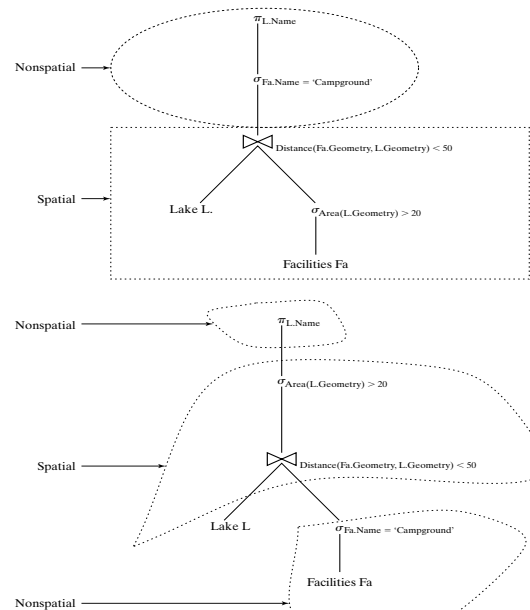 π L.Name
Nonspatial
σ Fa.Name = ‘Campground’
Distance(Fa.Geometry, L.Geometry) < 50
Spatial
Lake L.
σ Area(L.Geometry) > 20
Facilities Fa
Nonspatial
π L.Name
σ Area(L.Geometry) > 20
Spatial
Distance(Fa.Geometry, L.Geometry) < 50
Lake L
σ Fa.Name = ‘Campground’
Facilities Fa
Nonspatial